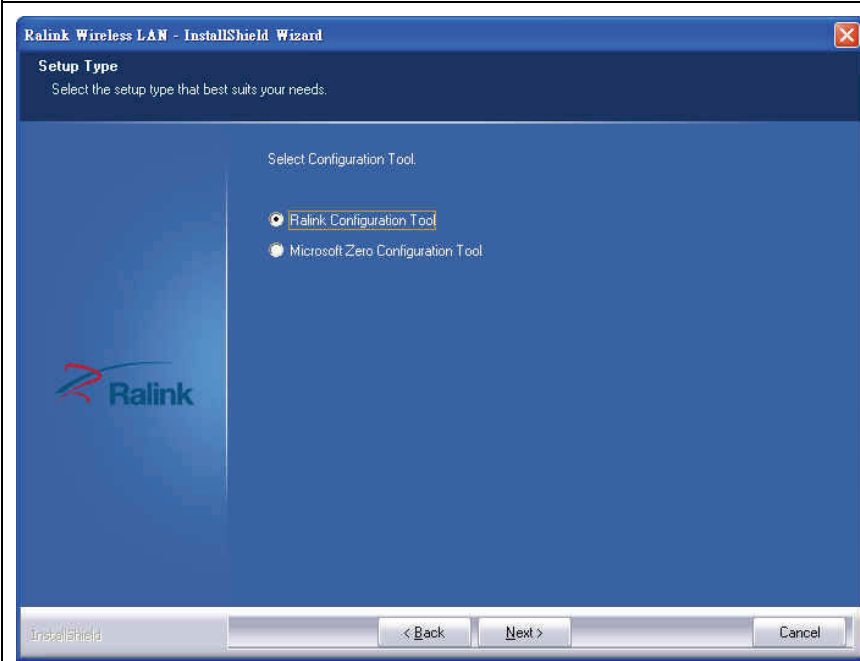 Ralink Wireless LAN - InstallShield Wizard
Setup Type
Select the setup type that best suits your needs.
Select Configuration Tool.
Ralink Configuration Tool
Microsoft Zero Configuration Tool
Ralink
InstallShield
< Back
Next >
Cancel